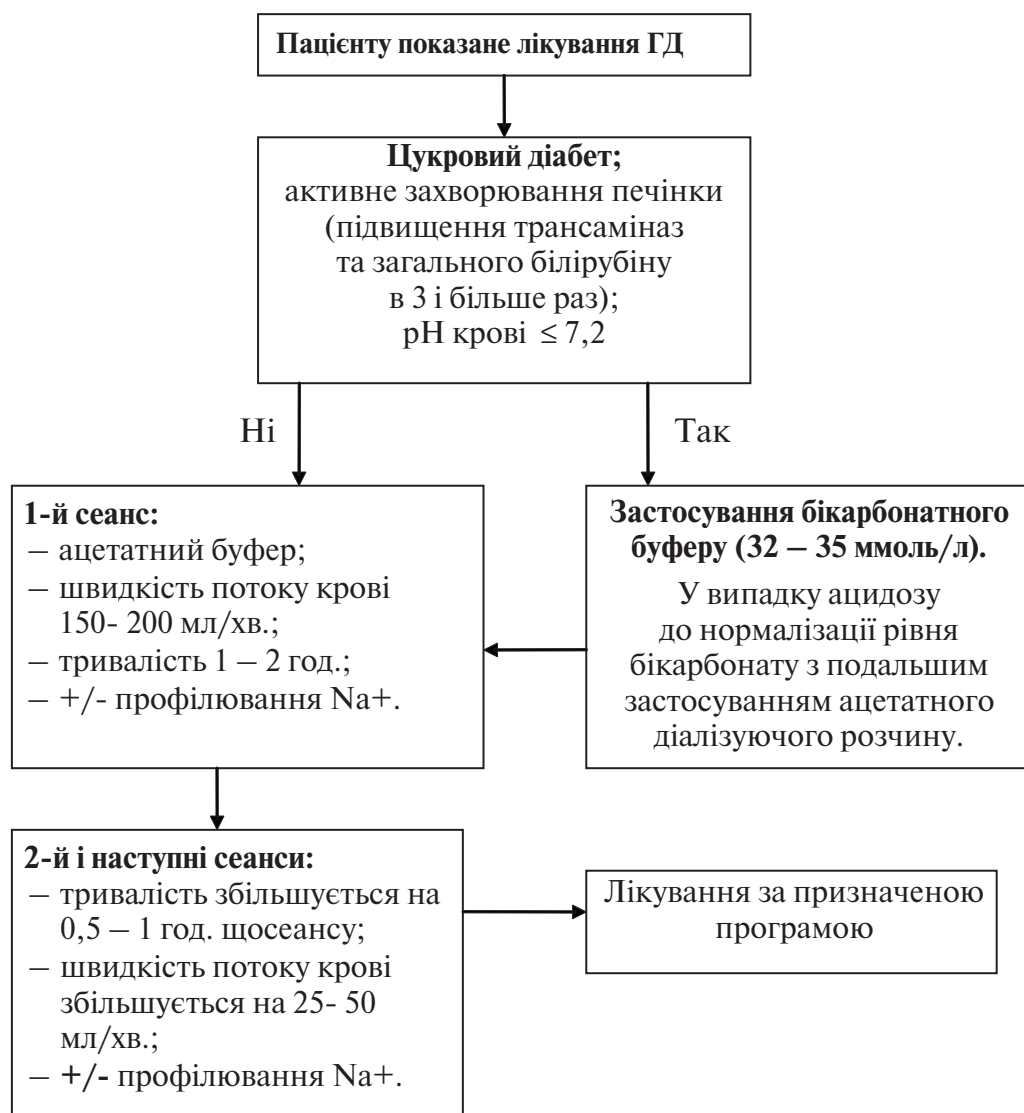 Пацієнту показане лікування ГД
Цукровий діабет;
активне захворювання печінки
(підвищення трансаміназ
та загального білірубіну
в 3 і більше раз);
рН крові ≤ 7,2
Ні
Так
1-й сеанс:
– ацетатний буфер;
– швидкість потоку крові
150- 200 мл/хв.;
– тривалість 1 – 2 год.;
– +/- профілювання Na+.
Застосування бікарбонатного
буферу (32 – 35 ммоль/л).
У випадку ацидозу
до нормалізації рівня
бікарбонату з подальшим
застосуванням ацетатного
діалізуючого розчину.
2-й і наступні сеанси:
– тривалість збільшується на
0,5 – 1 год. щосеансу;
– швидкість потоку крові
збільшується на 25- 50
мл/хв.;
– +/- профілювання Na+.
Лікування за призначеною
програмою